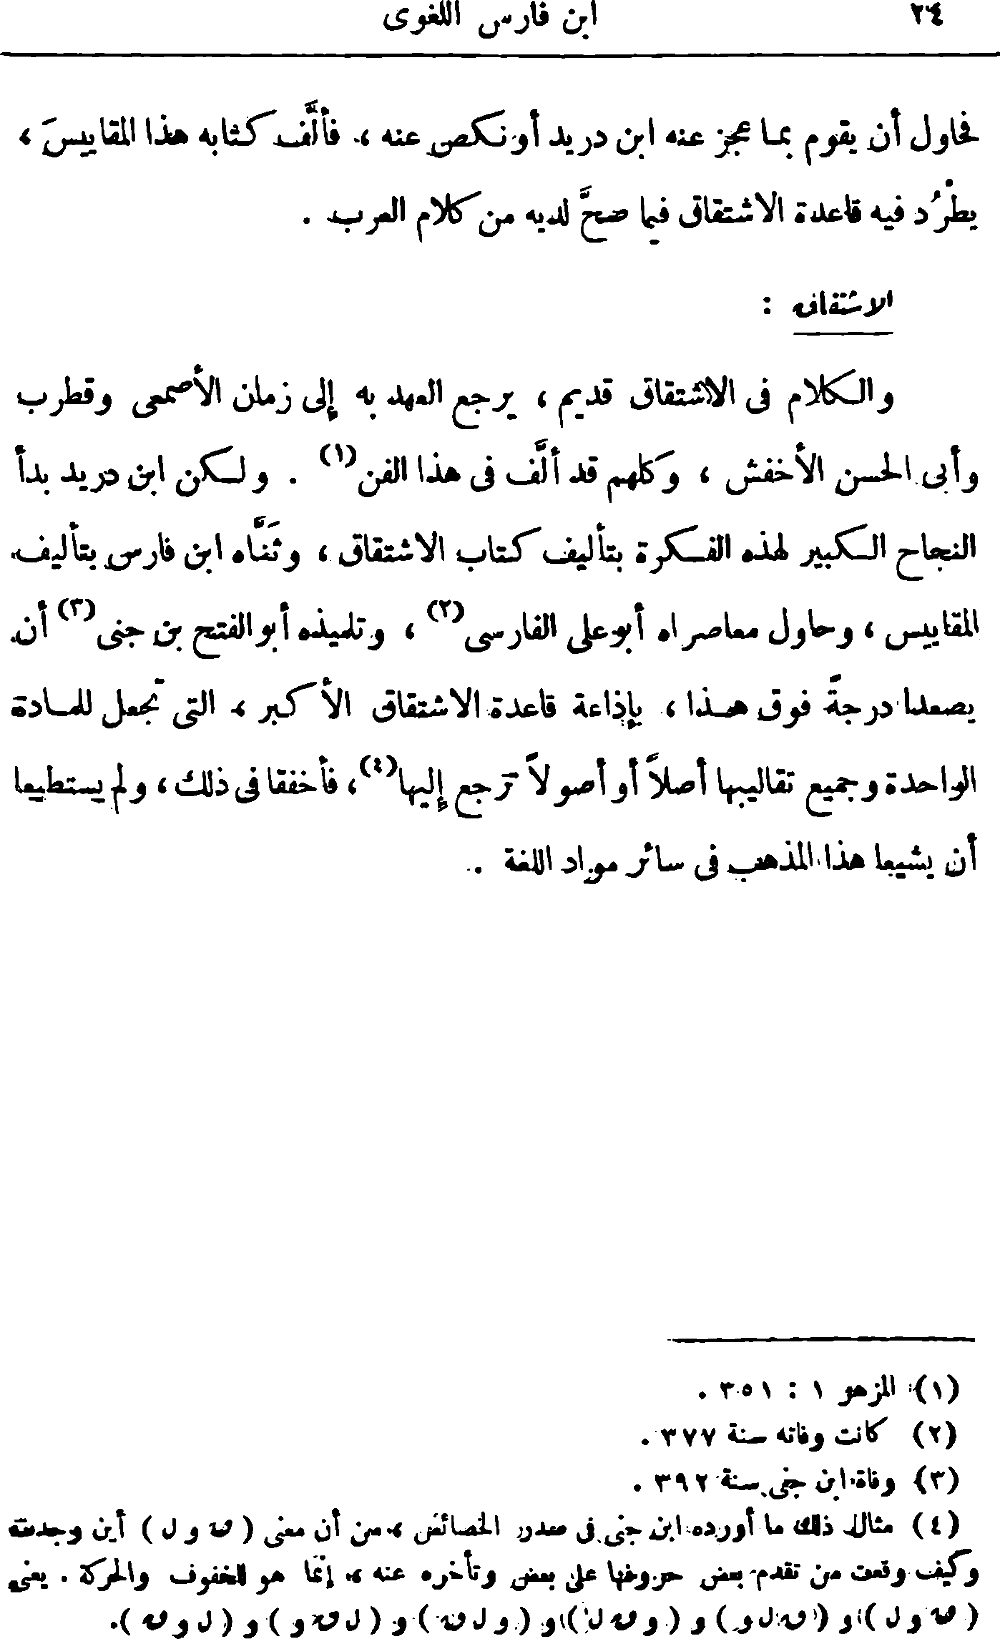 ٢٤
ابن فارس اللغوى
فحاول أن يقوم بما عجز عنه ابن دريد أو نكص عنه ، فألَّف كتابه هذا المقاييسَ ،
يطْرُد فيه قاعدة الاشتقاق فيما صحَّ لديه من كلام العرب .
الاشتقاق :
والكلام فى الاشتقاق قديم ، يرجع العهد به إلى زمان الأصمعى وقطرب
وأبى الحسن الأخفش ، وكلهم قد ألَّف فى هذا الفن(١) . ولكن ابن دريد بدأ
النجاح الكبير لهذه الفكرة بتأليف كتاب الاشتقاق ، وثَنَّاه ابن فارس بتأليف
المقاييس ، وحاول معاصراه أبو على الفارسى(٢) ، وتلميذه أبو الفتح بن جنى(٣) أن
يصعدا درجةً فوق هذا ، بإذاعة قاعدة الاشتقاق الأكبر ، التى تجعل للمادة
الواحدة وجميع تقاليبها أصلاً أو أصولاً ترجع إليها(٤) ، فأخفقا فى ذلك ، ولم يستطيعا
أن يشيعا هذا المذهب فى سائر مواد اللغة .
(١) المزهر ١ : ٣٥١ .
(٢) كانت وفاته سنة ٣٧٧ .
(٣) وفاة ابن جنى سنة ٣٩٢ .
(٤) مثال ذلك ما أورده ابن جنى فى صدر الخصائص ، من أن معنى ( ق و ل ) أين وجدت
وكيف وقعت من تقدم بعض حروفها على بعض وتأخره عنه ، إنما هو للخفوف والحركة . يعنى
( ق و ل ) و ( ق ل و ) و ( و ق ل ) و ( و ل ق ) و ( ل ق و ) و ( ل و ق ) .